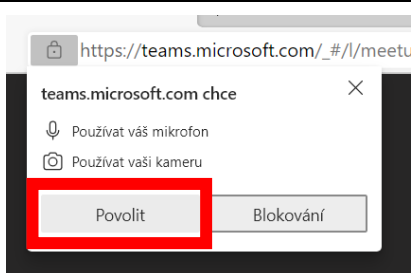 https://teams.microsoft.com/_#/l/meetu
teams.microsoft.com chce
Používat váš mikrofon
Používat vaši kameru
Povolit
Blokování